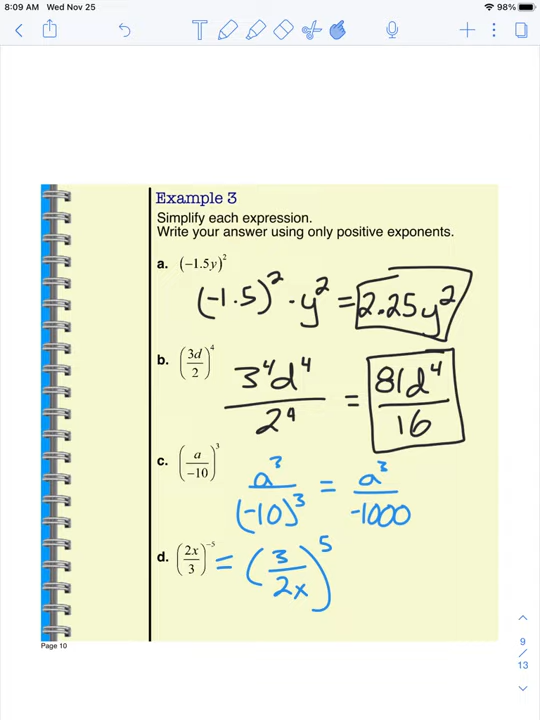 8:09 AM Wed Nov 25 98%
Example 3
Simplify each expression.
Write your answer using only positive exponents.
a. (−1.5y)²
(-1.5)² · y² = 2.25y²
b. (3d/2)⁴
3⁴d⁴/2⁴ = 81d⁴/16
c. (a/−10)³
a³/(-10)³ = a³/-1000
d. (2x/3)⁻⁵ = (3/2x)⁵
Page 10
9
/
13